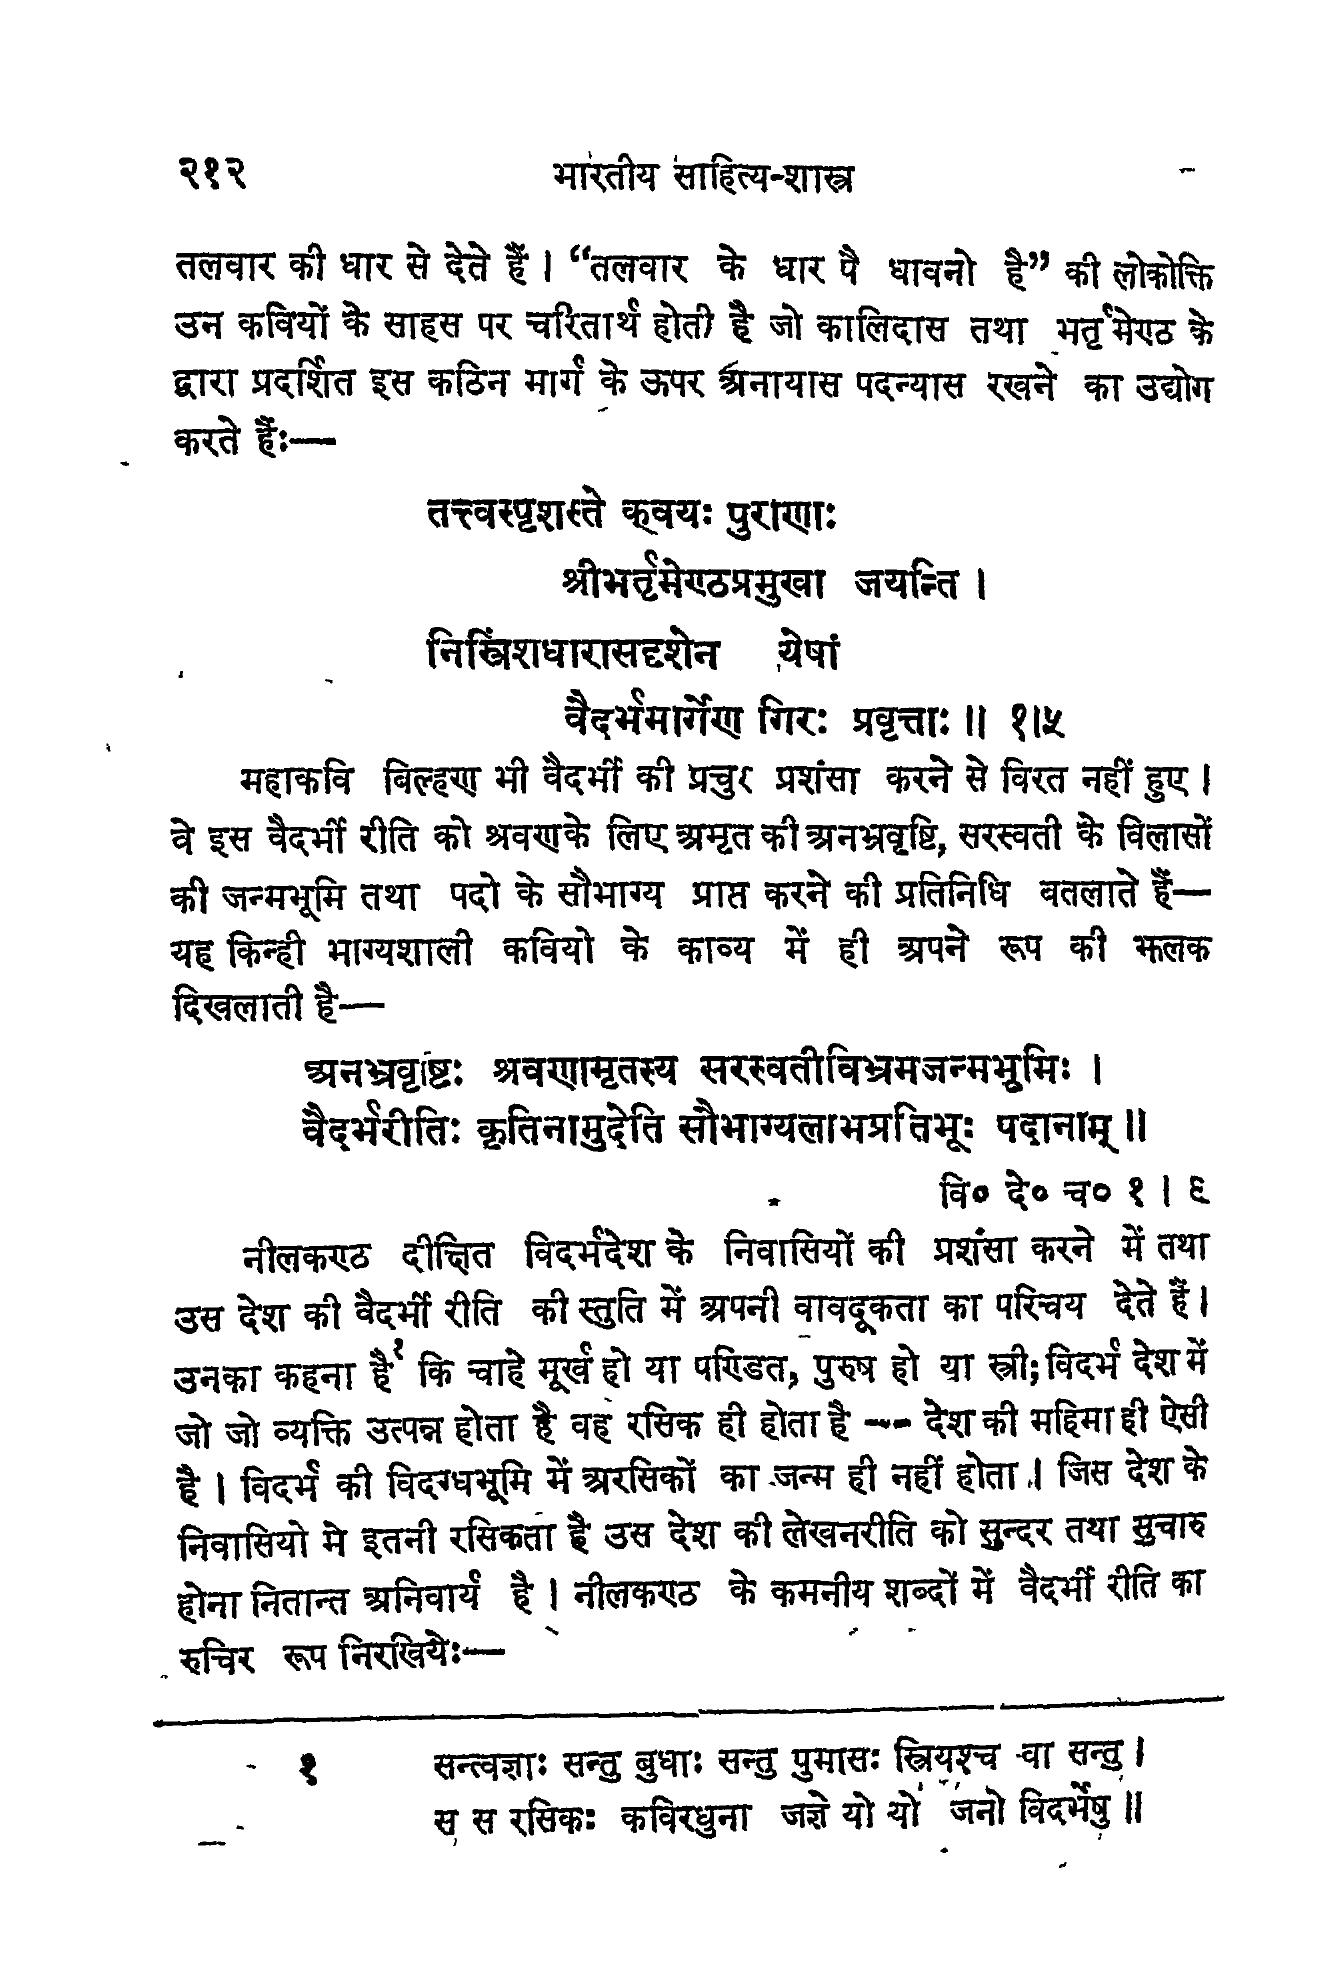 २१२ भारतीय साहित्य-शास्त्र
तलवार की धार से देते हैं। “तलवार के धार पै धावनो है” की लोकोक्ति
उन कवियों के साहस पर चरितार्थ होती है जो कालिदास तथा भर्तृमेण्ठ के
द्वारा प्रदर्शित इस कठिन मार्ग के ऊपर अनायास पदन्यास रखने का उद्योग
करते हैं:—
तत्त्वस्पृशस्ते कवयः पुराणाः
श्रीभर्तृमेण्ठप्रमुखा जयन्ति।
निस्त्रिंशधारासदृशेन येषां
वैदर्भमार्गेण गिरः प्रवृत्ताः॥ १।५
महाकवि बिल्हण भी वैदर्भी की प्रचुर प्रशंसा करने से विरत नहीं हुए।
वे इस वैदर्भी रीति को श्रवणके लिए अमृत की अनभ्रवृष्टि, सरस्वती के विलासों
की जन्मभूमि तथा पदो के सौभाग्य प्राप्त करने की प्रतिनिधि बतलाते हैं—
यह किन्ही भाग्यशाली कवियो के काव्य में ही अपने रूप की झलक
दिखलाती है—
अनभ्रवृष्टिः श्रवणामृतस्य सरस्वतीविभ्रमजन्मभूमिः।
वैदर्भरीतिः कृतिनामुदेति सौभाग्यलाभप्रतिभूः पदानाम्॥
वि० दे० च० १। ९
नीलकण्ठ दीक्षित विदर्भदेश के निवासियों की प्रशंसा करने में तथा
उस देश की वैदर्भी रीति की स्तुति में अपनी वावदूकता का परिचय देते हैं।
उनका कहना है१ कि चाहे मूर्ख हो या पण्डित, पुरुष हो या स्त्री; विदर्भ देश में
जो जो व्यक्ति उत्पन्न होता है वह रसिक ही होता है -- देश की महिमा ही ऐसी
है। विदर्भ की विदग्धभूमि में अरसिकों का जन्म ही नहीं होता। जिस देश के
निवासियो मे इतनी रसिकता है उस देश की लेखनरीति को सुन्दर तथा सुचारु
होना नितान्त अनिवार्य है। नीलकण्ठ के कमनीय शब्दों में वैदर्भी रीति का
रुचिर रूप निरखिये:—
१ सन्त्वज्ञाः सन्तु बुधाः सन्तु पुमासः स्त्रियश्च वा सन्तु।
स स रसिकः कविरधुना जज्ञे यो यो जनो विदर्भेषु॥